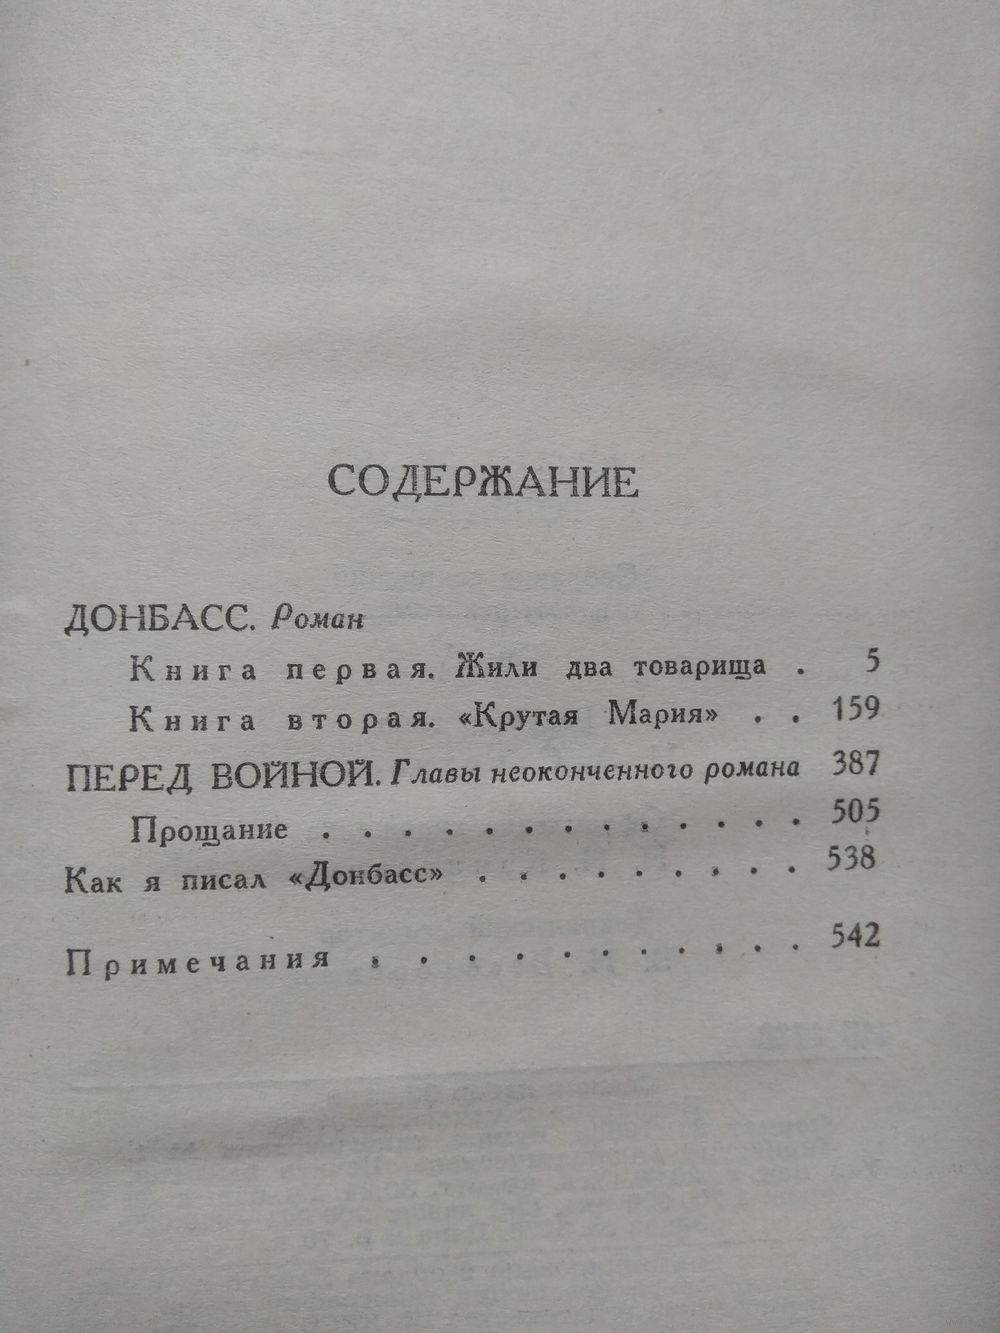 СОДЕРЖАНИЕ
ДОНБАСС. Роман
Книга первая. Жили два товарища . 5
Книга вторая. «Крутая Мария» . . 159
ПЕРЕД ВОЙНОЙ. Главы неоконченного романа 387
Прощание . . . . . . . . . . . . . 505
Как я писал «Донбасс» . . . . . . . . . 538
Примечания . . . . . . . . . . 542